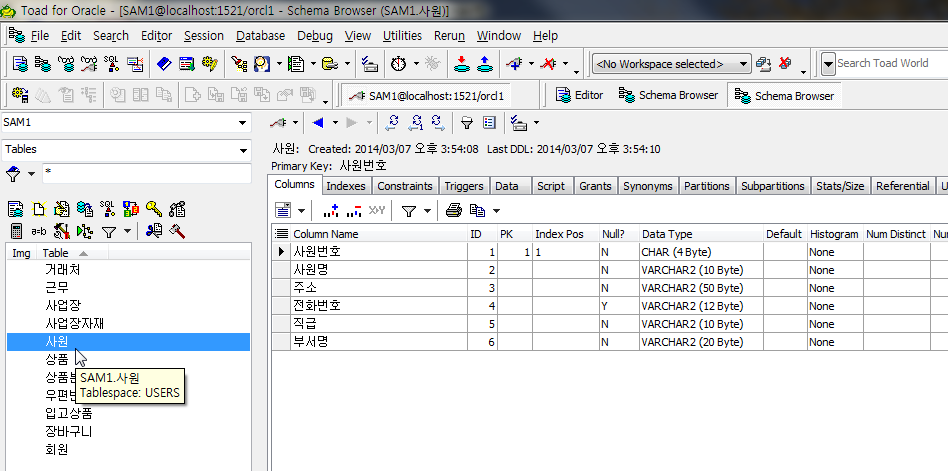 Toad for Oracle - [SAM1@localhost:1521/orcl1 - Schema Browser (SAM1.사원)]
File Edit Search Editor Session Database Debug View Utilities Rerun Window Help
SQL <No Workspace selected> Search Toad World
SAM1@localhost:1521/orcl1 Editor Schema Browser Schema Browser
SAM1
Tables
*
사원: Created: 2014/03/07 오후 3:54:08 Last DDL: 2014/03/07 오후 3:54:10
Primary Key: 사원번호
Columns Indexes Constraints Triggers Data Script Grants Synonyms Partitions Subpartitions Stats/Size Referential U
SQL
a=b
X↔Y
Column Name ID PK Index Pos Null? Data Type Default Histogram Num Distinct Num
사원번호 1 1 1 N CHAR (4 Byte) None
사원명 2 N VARCHAR2 (10 Byte) None
주소 3 N VARCHAR2 (50 Byte) None
전화번호 4 Y VARCHAR2 (12 Byte) None
직급 5 N VARCHAR2 (10 Byte) None
부서명 6 N VARCHAR2 (20 Byte) None
Img Table
거래처
근무
사업장
사업장자재
사원
상품
상품분
우편번
입고상품
장바구니
회원
SAM1.사원
Tablespace: USERS